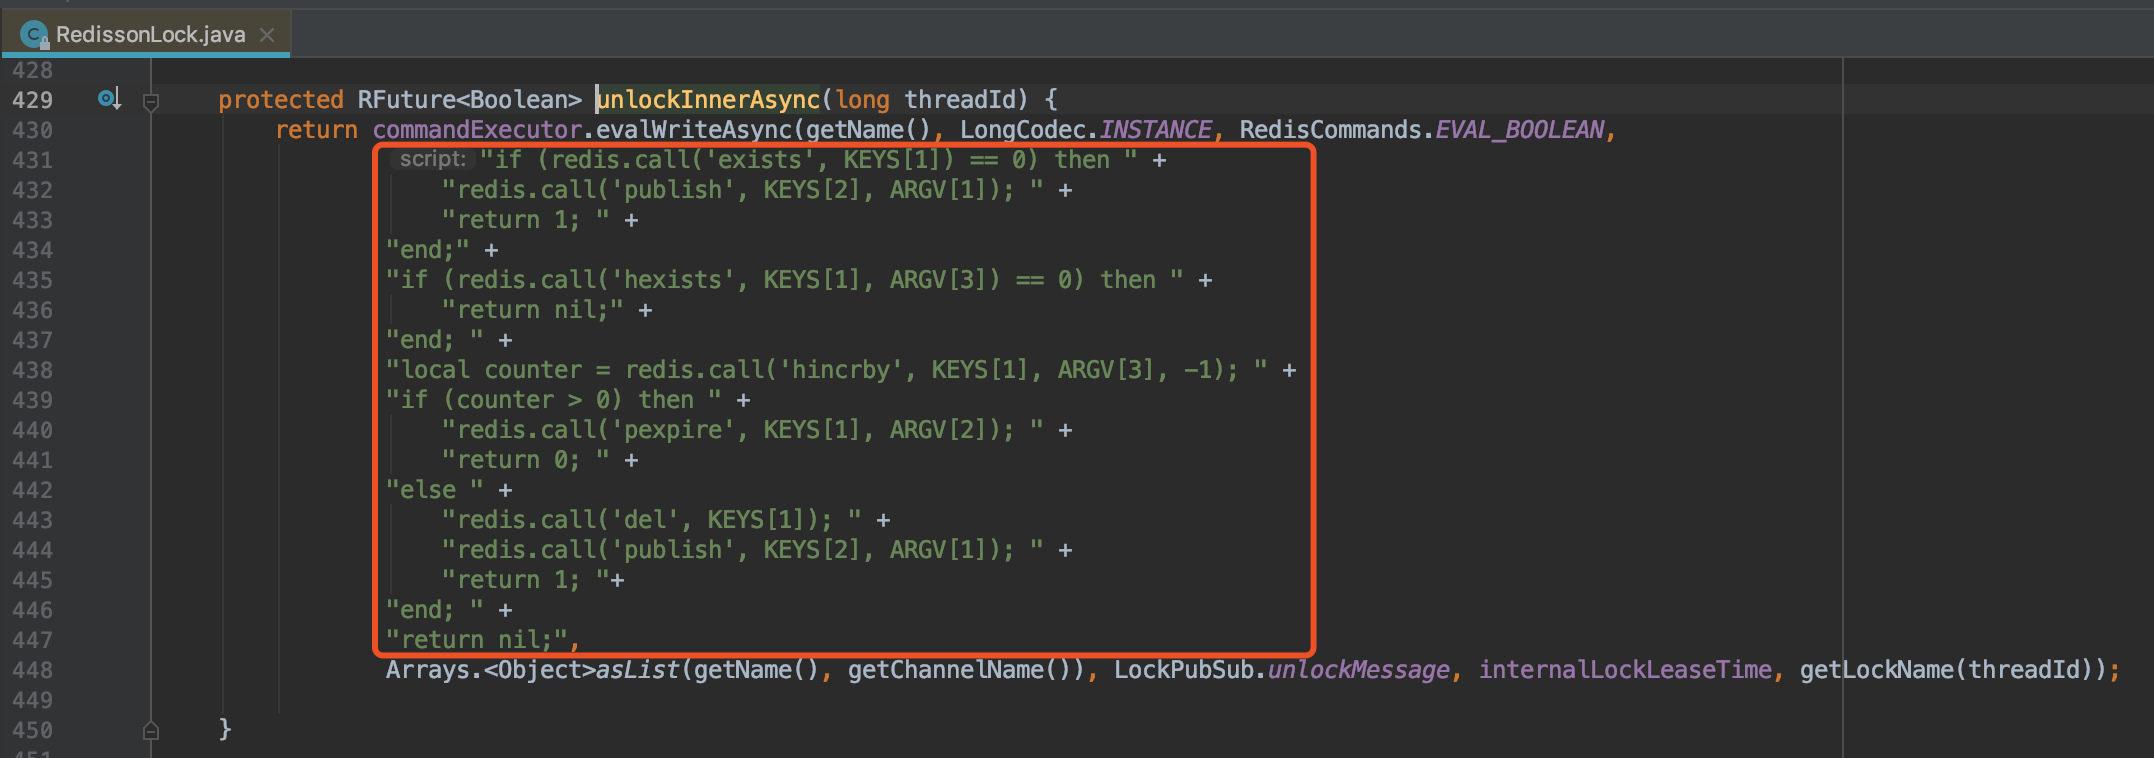 RedissonLock.java
428
429 protected RFuture<Boolean> unlockInnerAsync(long threadId) {
430 return commandExecutor.evalWriteAsync(getName(), LongCodec.INSTANCE, RedisCommands.EVAL_BOOLEAN,
431 script: "if (redis.call('exists', KEYS[1]) == 0) then " +
432 "redis.call('publish', KEYS[2], ARGV[1]); " +
433 "return 1; " +
434 "end;" +
435 "if (redis.call('hexists', KEYS[1], ARGV[3]) == 0) then " +
436 "return nil;" +
437 "end; " +
438 "local counter = redis.call('hincrby', KEYS[1], ARGV[3], -1); " +
439 "if (counter > 0) then " +
440 "redis.call('pexpire', KEYS[1], ARGV[2]); " +
441 "return 0; " +
442 "else " +
443 "redis.call('del', KEYS[1]); " +
444 "redis.call('publish', KEYS[2], ARGV[1]); " +
445 "return 1; "+
446 "end; " +
447 "return nil;",
448 Arrays.<Object>asList(getName(), getChannelName()), LockPubSub.unlockMessage, internalLockLeaseTime, getLockName(threadId));
449
450 }
451